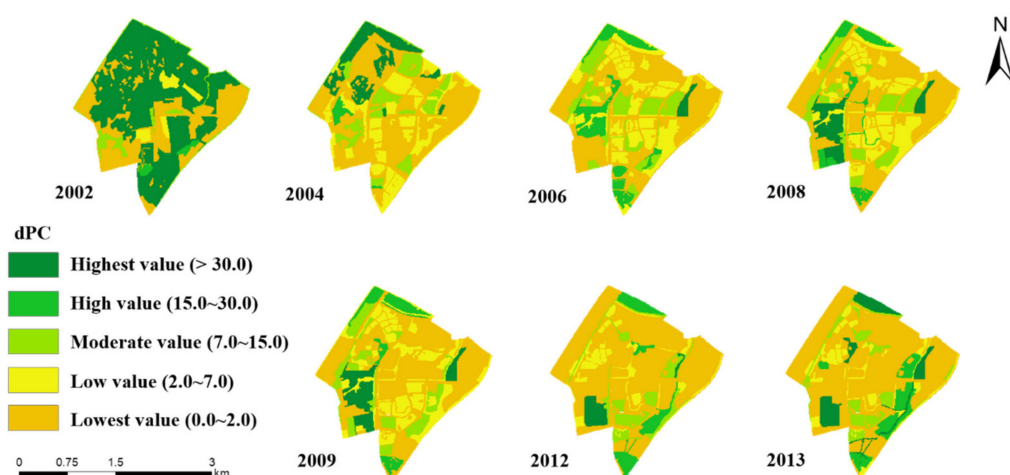 N
2002
2004
2006
2008
dPC
Highest value (> 30.0)
High value (15.0~30.0)
Moderate value (7.0~15.0)
Low value (2.0~7.0)
Lowest value (0.0~2.0)
0 0.75 1.5 3
km
2009
2012
2013